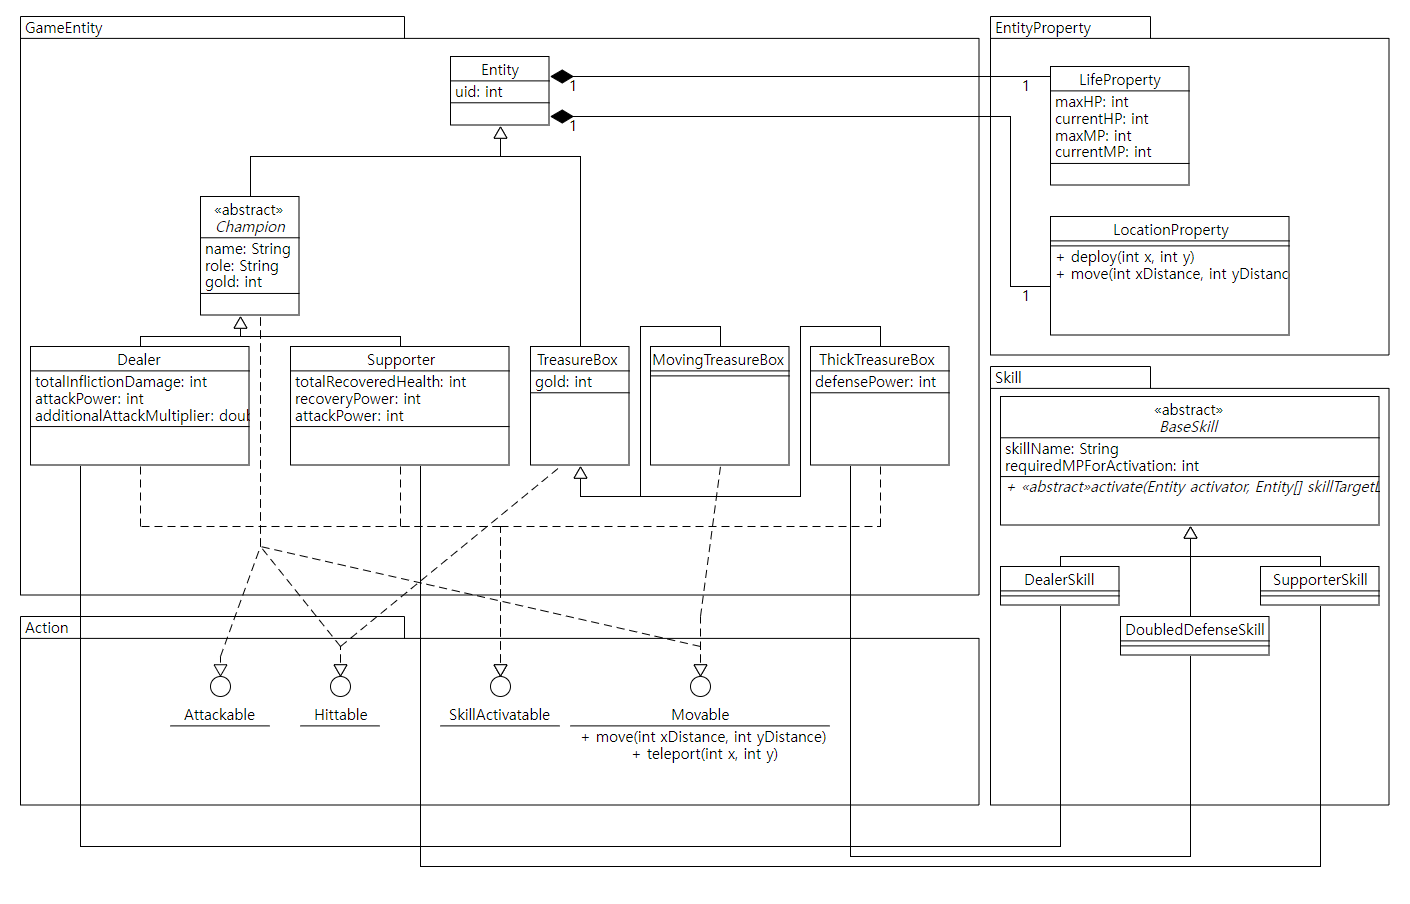 GameEntity
Entity
uid: int
1
1
«abstract»
Champion
name: String
role: String
gold: int
Dealer
totalInflictionDamage: int
attackPower: int
additionalAttackMultiplier: doul
Supporter
totalRecoveredHealth: int
recoveryPower: int
attackPower: int
TreasureBox
gold: int
MovingTreasureBox
ThickTreasureBox
defensePower: int
EntityProperty
1
LifeProperty
maxHP: int
currentHP: int
maxMP: int
currentMP: int
1
LocationProperty
+ deploy(int x, int y)
+ move(int xDistance, int yDistanc
Skill
«abstract»
BaseSkill
skillName: String
requiredMPForActivation: int
+ «abstract»activate(Entity activator, Entity[] skillTargetL
DealerSkill
SupporterSkill
DoubledDefenseSkill
Action
Attackable
Hittable
SkillActivatable
Movable
+ move(int xDistance, int yDistance)
+ teleport(int x, int y)